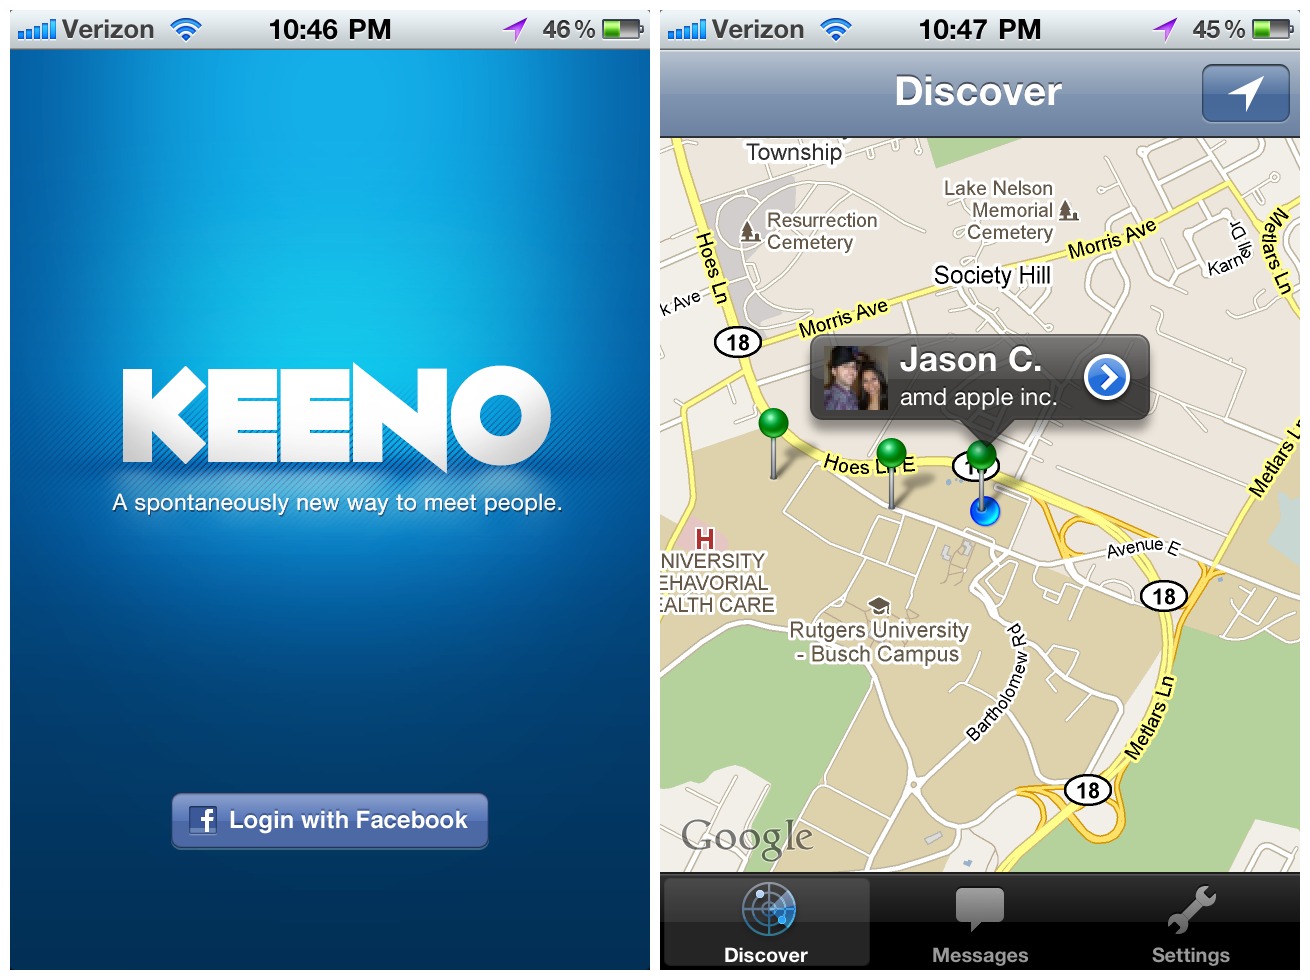 Verizon 10:46 PM 46%
KEENO
A spontaneously new way to meet people.
f Login with Facebook
Verizon 10:47 PM 45%
Discover
Township
Lake Nelson
Memorial
Cemetery
Resurrection
Cemetery
Hoes Ln
Morris Ave
Karne
Dr
Metlars Ln
k Ave
Society Hill
Morris Ave
18
Jason C.
amd apple inc.
Hoes L E
Metlars L
H
NIVERSITY
EHAVORIAL
EALTH CARE
Avenue E
18
Rutgers University
- Busch Campus
Bartholomew Rd
Metlars Ln
18
Google
Discover
Messages
Settings